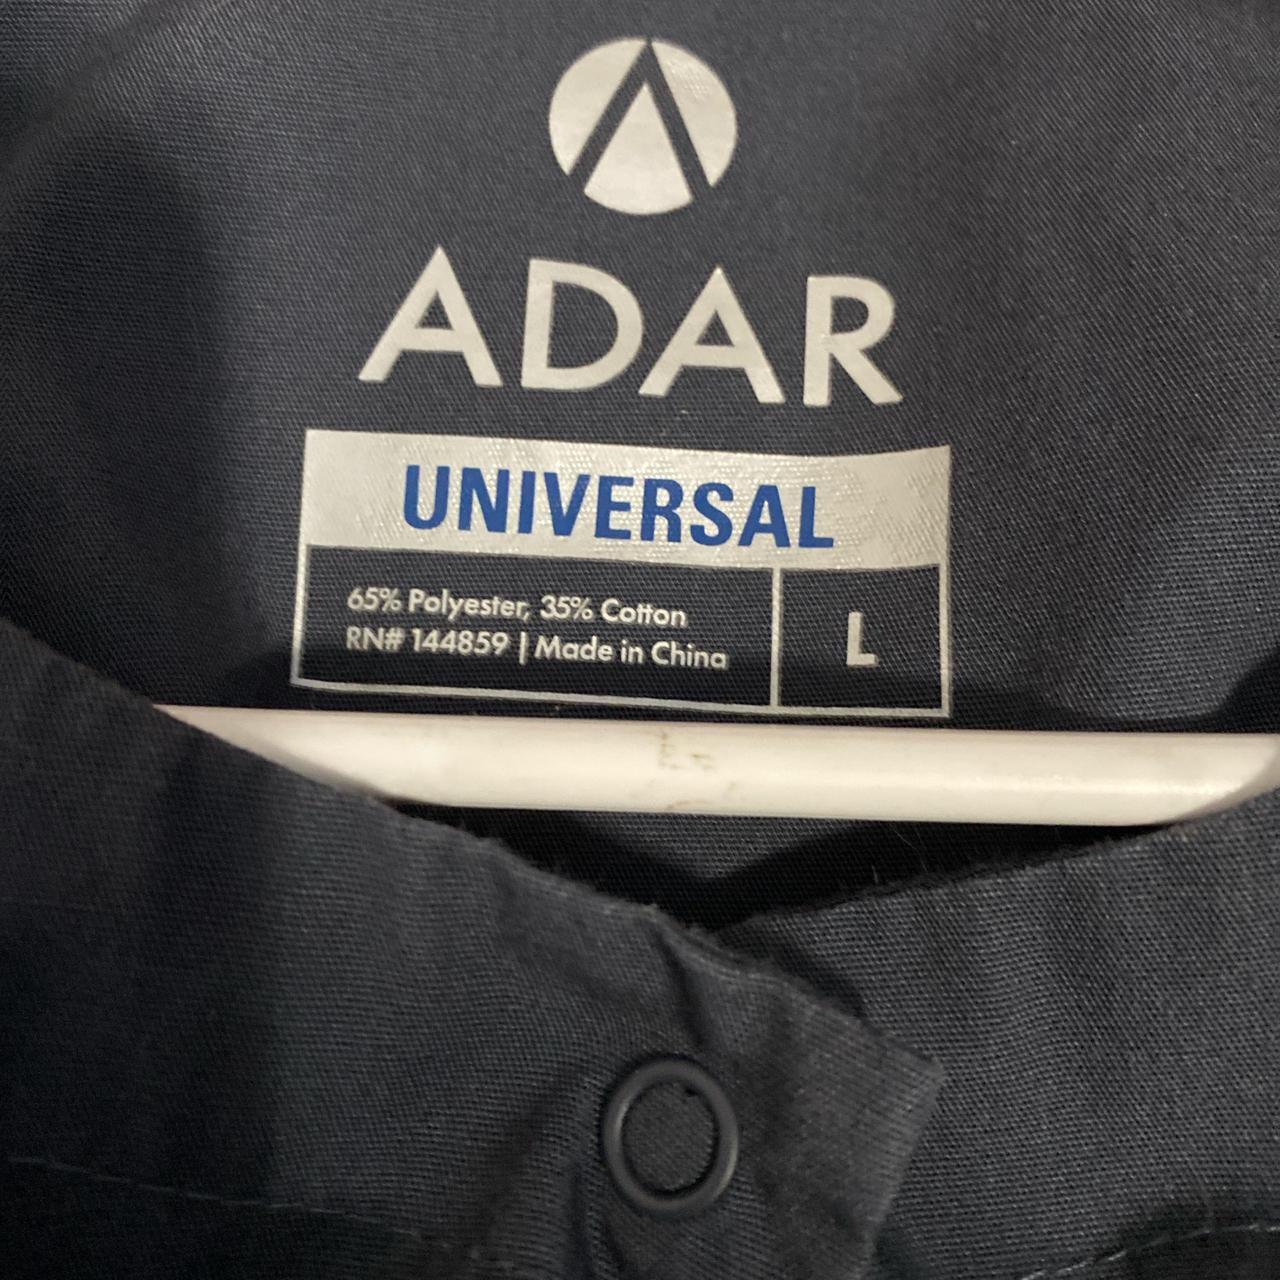 ADAR
UNIVERSAL
65% Polyester, 35% Cotton
RN# 144859 | Made in China
L